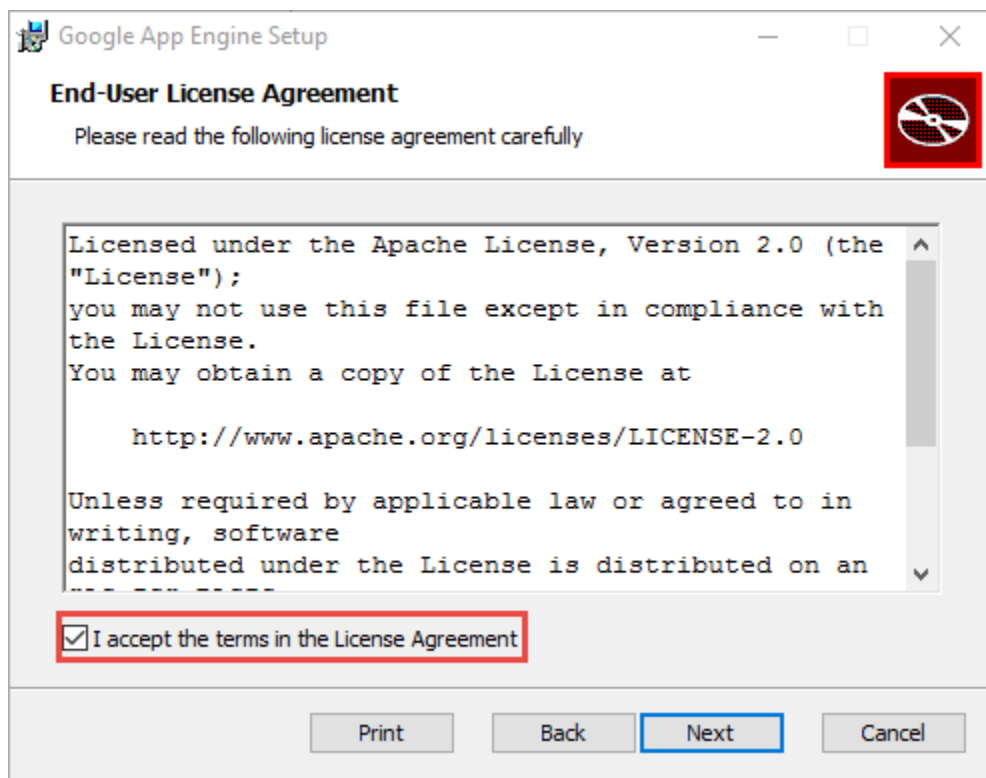 Google App Engine Setup
End-User License Agreement
Please read the following license agreement carefully
Licensed under the Apache License, Version 2.0 (the
"License");
you may not use this file except in compliance with
the License.
You may obtain a copy of the License at
http://www.apache.org/licenses/LICENSE-2.0
Unless required by applicable law or agreed to in
writing, software
distributed under the License is distributed on an
I accept the terms in the License Agreement
Print Back Next Cancel